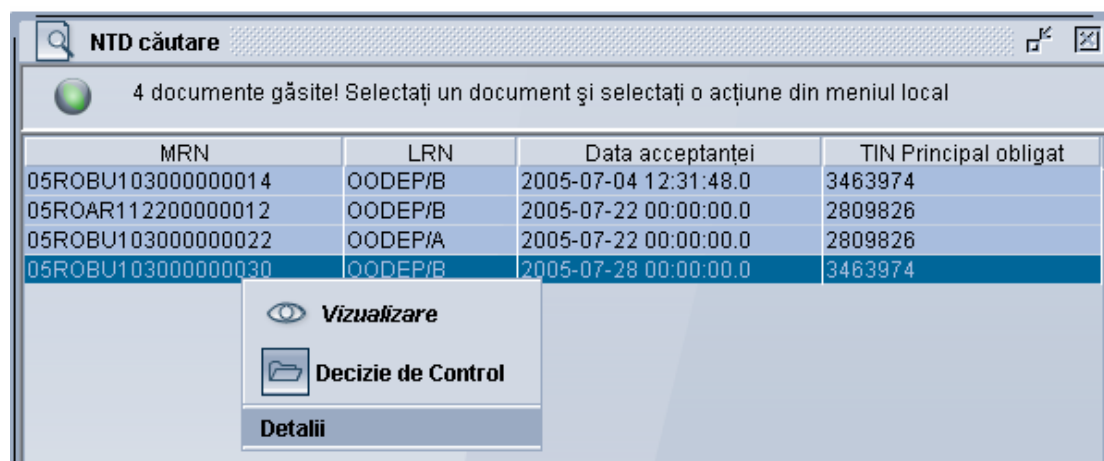 NTD căutare
4 documente găsite! Selectați un document şi selectați o acțiune din meniul local
MRN LRN Data acceptanței TIN Principal obligat
05ROBU103000000014 OODEP/B 2005-07-04 12:31:48.0 3463974
05ROAR112200000012 OODEP/B 2005-07-22 00:00:00.0 2809826
05ROBU103000000022 OODEP/A 2005-07-22 00:00:00.0 2809826
05ROBU103000000030 OODEP/B 2005-07-28 00:00:00.0 3463974
Vizualizare
Decizie de Control
Detalii